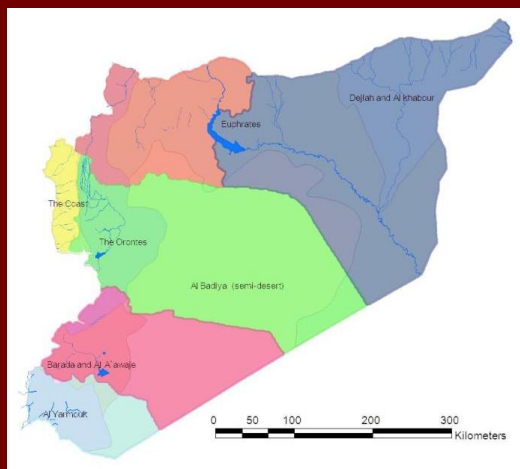 Dejlah and Al khabour
Euphrates
The Coast
The Orontes
Al Badiya (semi-desert)
Barada and Al A`awaje
Al Yarmouk
0 50 100 200 300
Kilometers